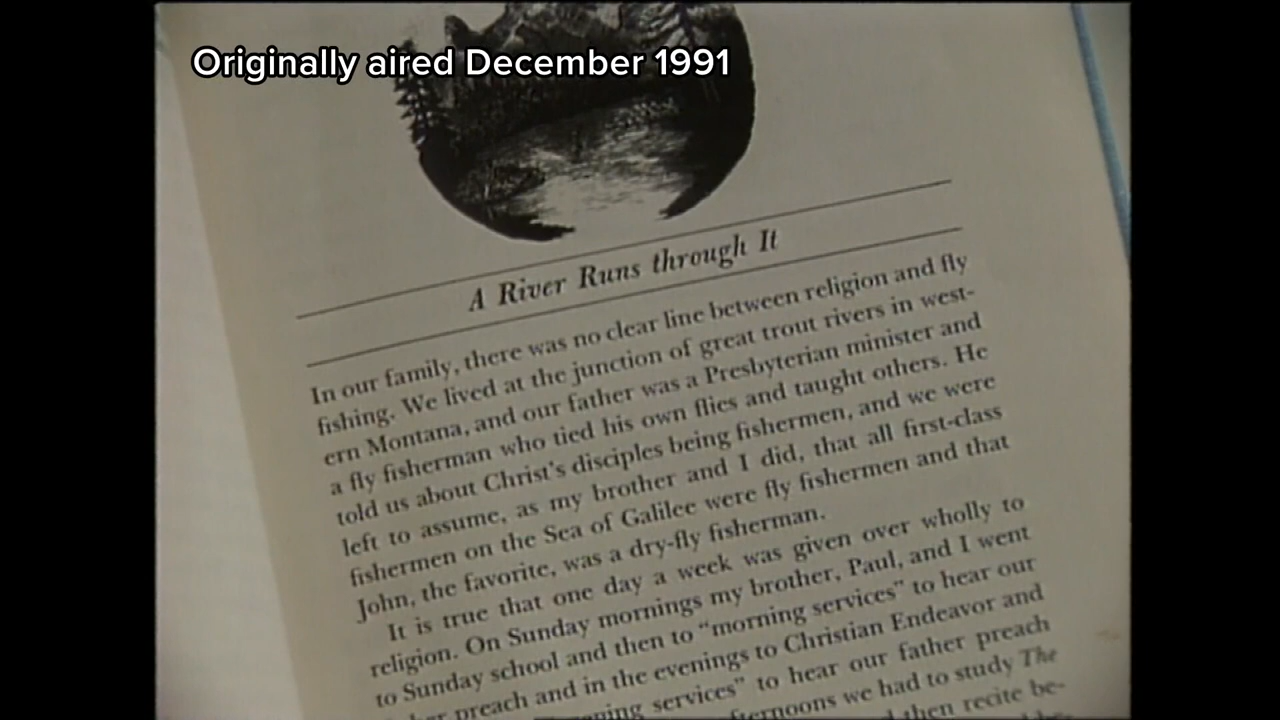 Originally aired December 1991
A River Runs through It
In our family, there was no clear line between religion and fly
fishing. We lived at the junction of great trout rivers in west-
ern Montana, and our father was a Presbyterian minister and
a fly fisherman who tied his own flies and taught others. He
told us about Christ's disciples being fishermen, and we were
left to assume, as my brother and I did, that all first-class
fishermen on the Sea of Galilee were fly fishermen and that
John, the favorite, was a dry-fly fisherman.
It is true that one day a week was given over wholly to
religion. On Sunday mornings my brother, Paul, and I went
to Sunday school and then to "morning services" to hear our
preach and in the evenings to Christian Endeavor and
services" to hear our father preach
we had to study The
then recite be-